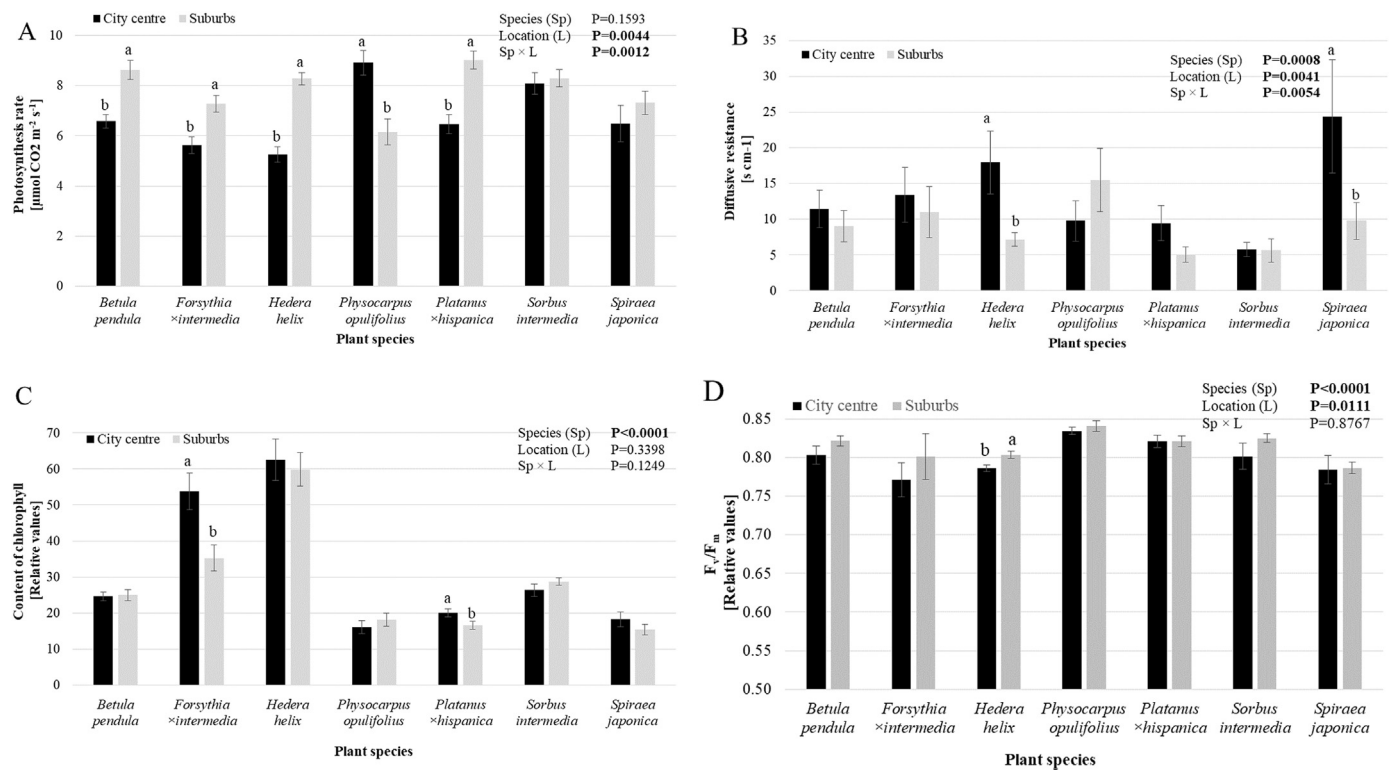 A
City centre Suburbs
Species (Sp) P=0.1593
Location (L) P=0.0044
Sp × L P=0.0012
Photosynthesis rate
[µmol CO2 m⁻² s⁻¹]
10
8
6
4
2
0
b a b a b a a b b a
Betula pendula
Forsythia ×intermedia
Hedera helix
Physocarpus opulifolius
Platanus ×hispanica
Sorbus intermedia
Spiraea japonica
Plant species
B
City centre Suburbs
Species (Sp) P=0.0008
Location (L) P=0.0041
Sp × L P=0.0054
Diffusive resistance
[s cm-1]
35
30
25
20
15
10
5
0
a b a b
Betula pendula
Forsythia ×intermedia
Hedera helix
Physocarpus opulifolius
Platanus ×hispanica
Sorbus intermedia
Spiraea japonica
Plant species
C
City centre Suburbs
Species (Sp) P<0.0001
Location (L) P=0.3398
Sp × L P=0.1249
Content of chlorophyll
[Relative values]
70
60
50
40
30
20
10
0
a b a b
Betula pendula
Forsythia ×intermedia
Hedera helix
Physocarpus opulifolius
Platanus ×hispanica
Sorbus intermedia
Spiraea japonica
Plant species
D
City centre Suburbs
Species (Sp) P<0.0001
Location (L) P=0.0111
Sp × L P=0.8767
Fv/Fm
[Relative values]
0.85
0.80
0.75
0.70
0.65
0.60
0.55
0.50
b a
Betula pendula
Forsythia ×intermedia
Hedera helix
Physocarpus opulifolius
Platanus ×hispanica
Sorbus intermedia
Spiraea japonica
Plant species